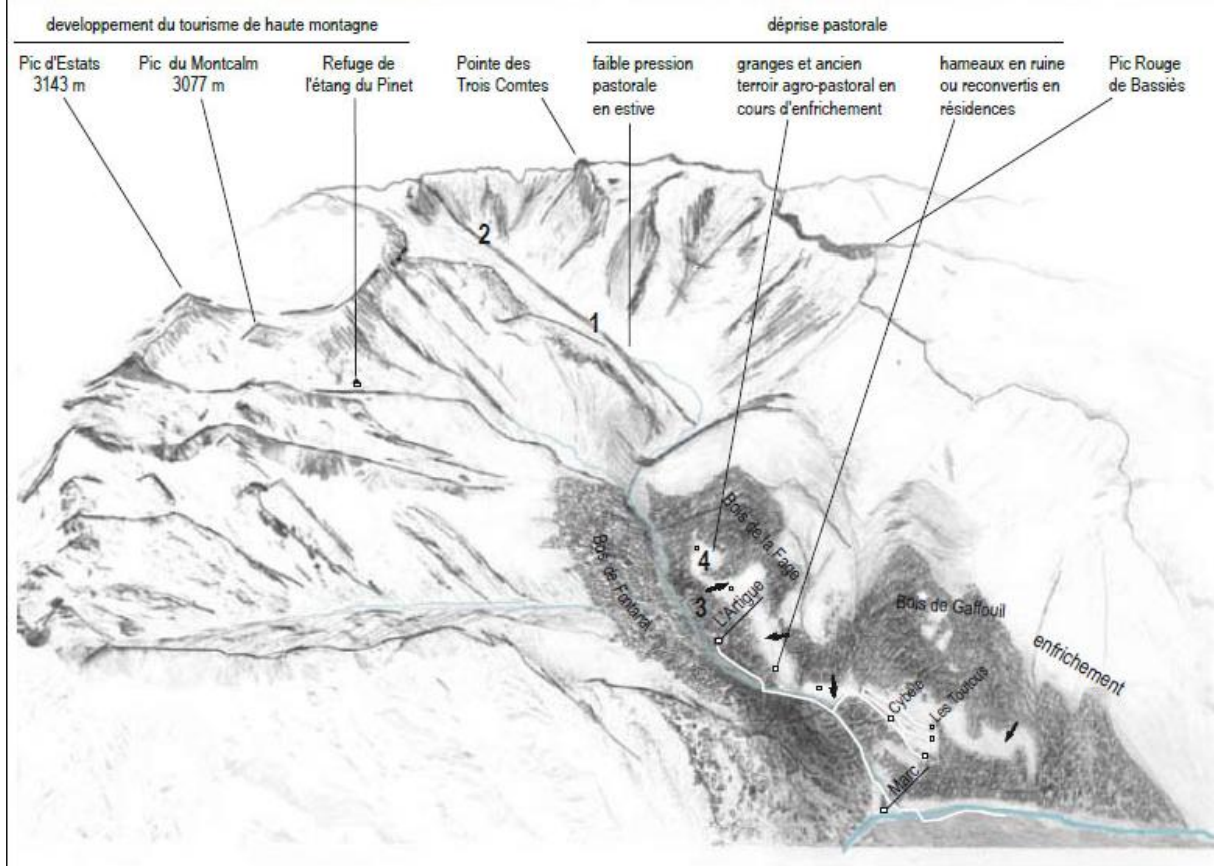 developpement du tourisme de haute montagne
déprise pastorale
Pic d'Estats
3143 m
Pic du Montcalm
3077 m
Refuge de
l'étang du Pinet
Pointe des
Trois Comtes
faible pression
pastorale
en estive
granges et ancien
terroir agro-pastoral en
cours d'enfrichement
hameaux en ruine
ou reconvertis en
résidences
Pic Rouge
de Bassiès
2
1
Bois de la Fage
4
Bois de Fontanal
3
L'Artigue
Bois de Gaffouil
enfrichement
Cybèle
Les Toutous
Marc